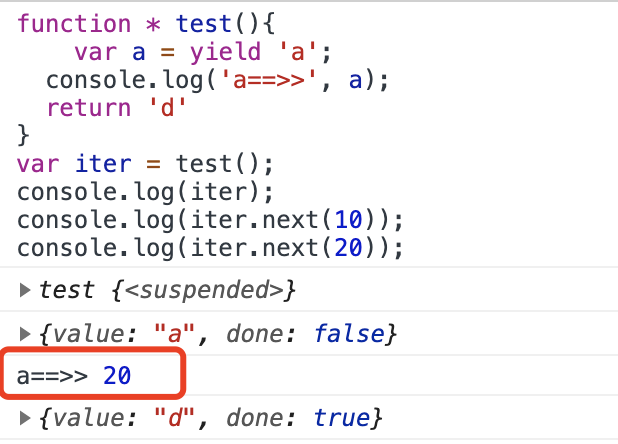 function * test(){
    var a = yield 'a';
  console.log('a==>>', a);
  return 'd'
}
var iter = test();
console.log(iter);
console.log(iter.next(10));
console.log(iter.next(20));
▶ test {<suspended>}
▶ {value: "a", done: false}
a==>> 20
▶ {value: "d", done: true}